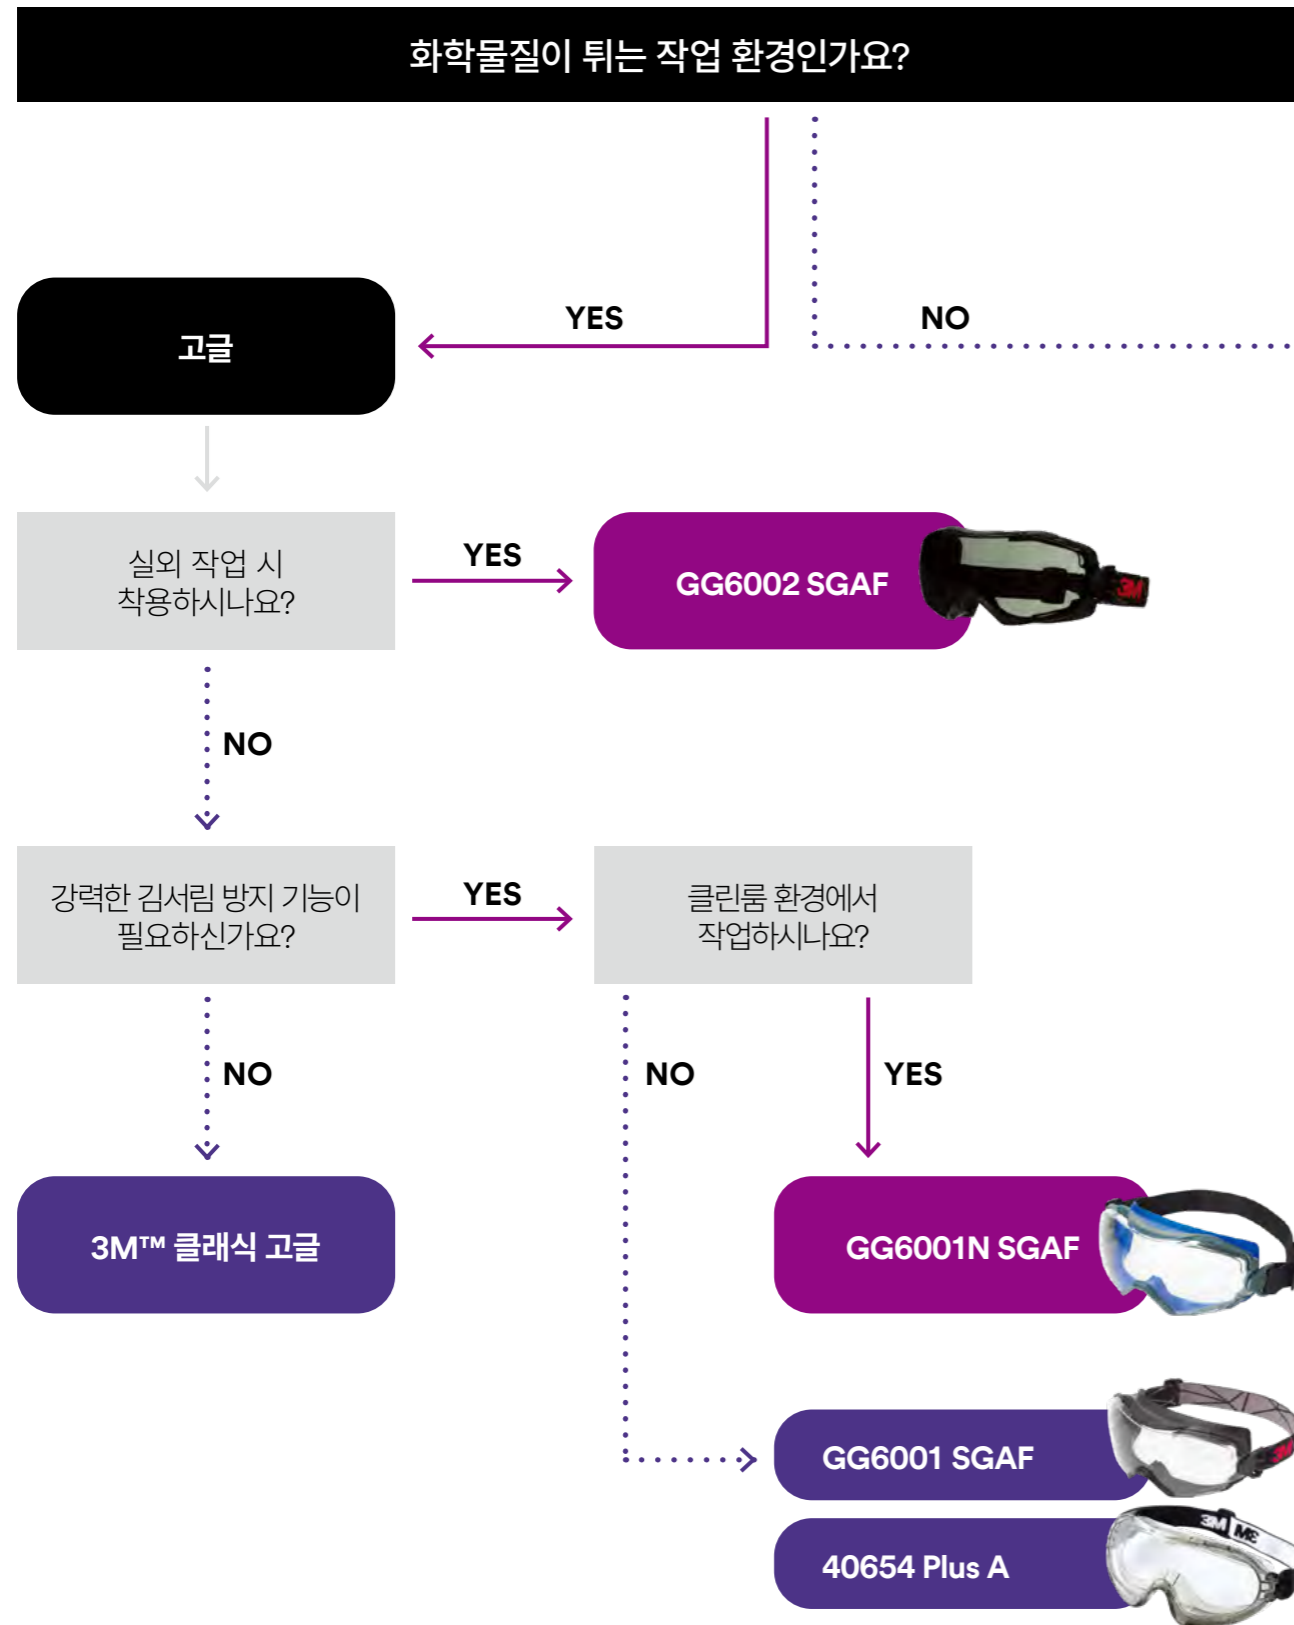 화학물질이 튀는 작업 환경인가요?
YES
NO
고글
실외 작업 시
착용하시나요?
YES
GG6002 SGAF
3M
NO
강력한 김서림 방지 기능이
필요하신가요?
YES
클린룸 환경에서
작업하시나요?
NO
NO
YES
3M™ 클래식 고글
GG6001N SGAF
GG6001 SGAF
3M
40654 Plus A
3M
3M